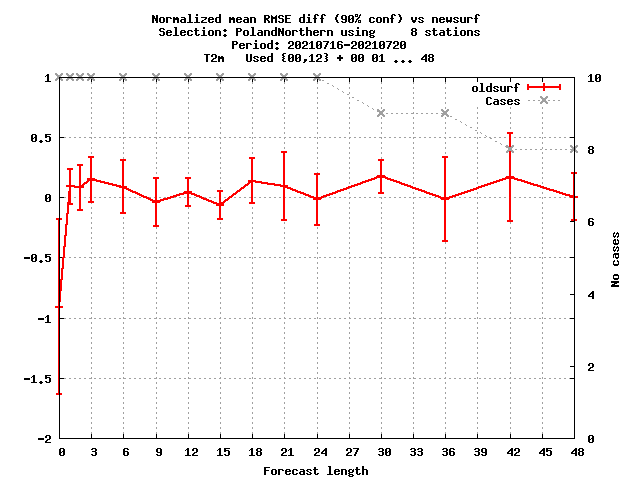 Normalized mean RMSE diff (90% conf) vs newsurf
Selection: PolandNorthern using     8 stations
Period: 20210716-20210720
T2m   Used {00,12} + 00 01 ... 48
oldsurf
Cases
1
0.5
0
-0.5
-1
-1.5
-2
10
8
6
4
2
0
No cases
0 3 6 9 12 15 18 21 24 27 30 33 36 39 42 45 48
Forecast length